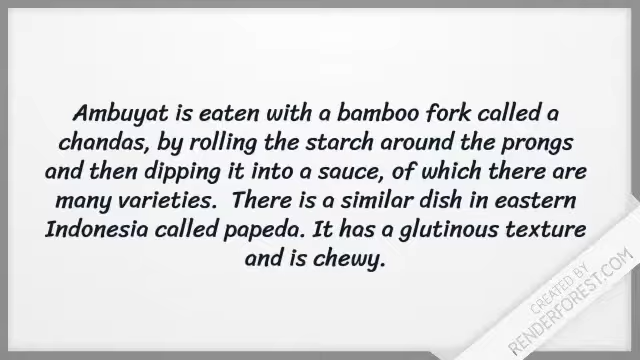 Ambuyat is eaten with a bamboo fork called a
chandas, by rolling the starch around the prongs
and then dipping it into a sauce, of which there are
many varieties.  There is a similar dish in eastern
Indonesia called papeda. It has a glutinous texture
and is chewy.
CREATED BY
RENDERFOREST.COM